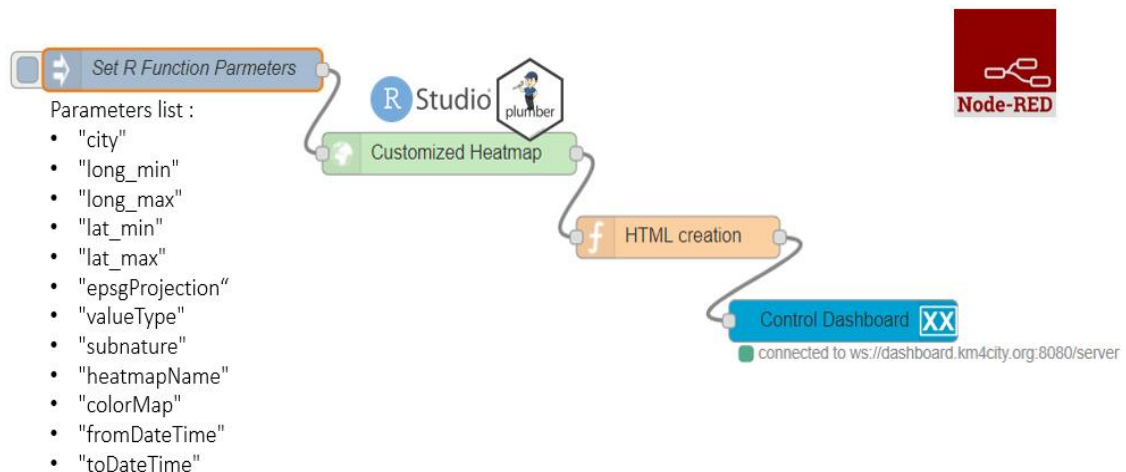 Set R Function Parmeters
Parameters list :
• "city"
• "long_min"
• "long_max"
• "lat_min"
• "lat_max"
• "epsgProjection“
• "valueType"
• "subnature"
• "heatmapName"
• "colorMap"
• "fromDateTime"
• "toDateTime"
R Studio
plumber
Customized Heatmap
f HTML creation
Control Dashboard XX
connected to ws://dashboard.km4city.org:8080/server
Node-RED